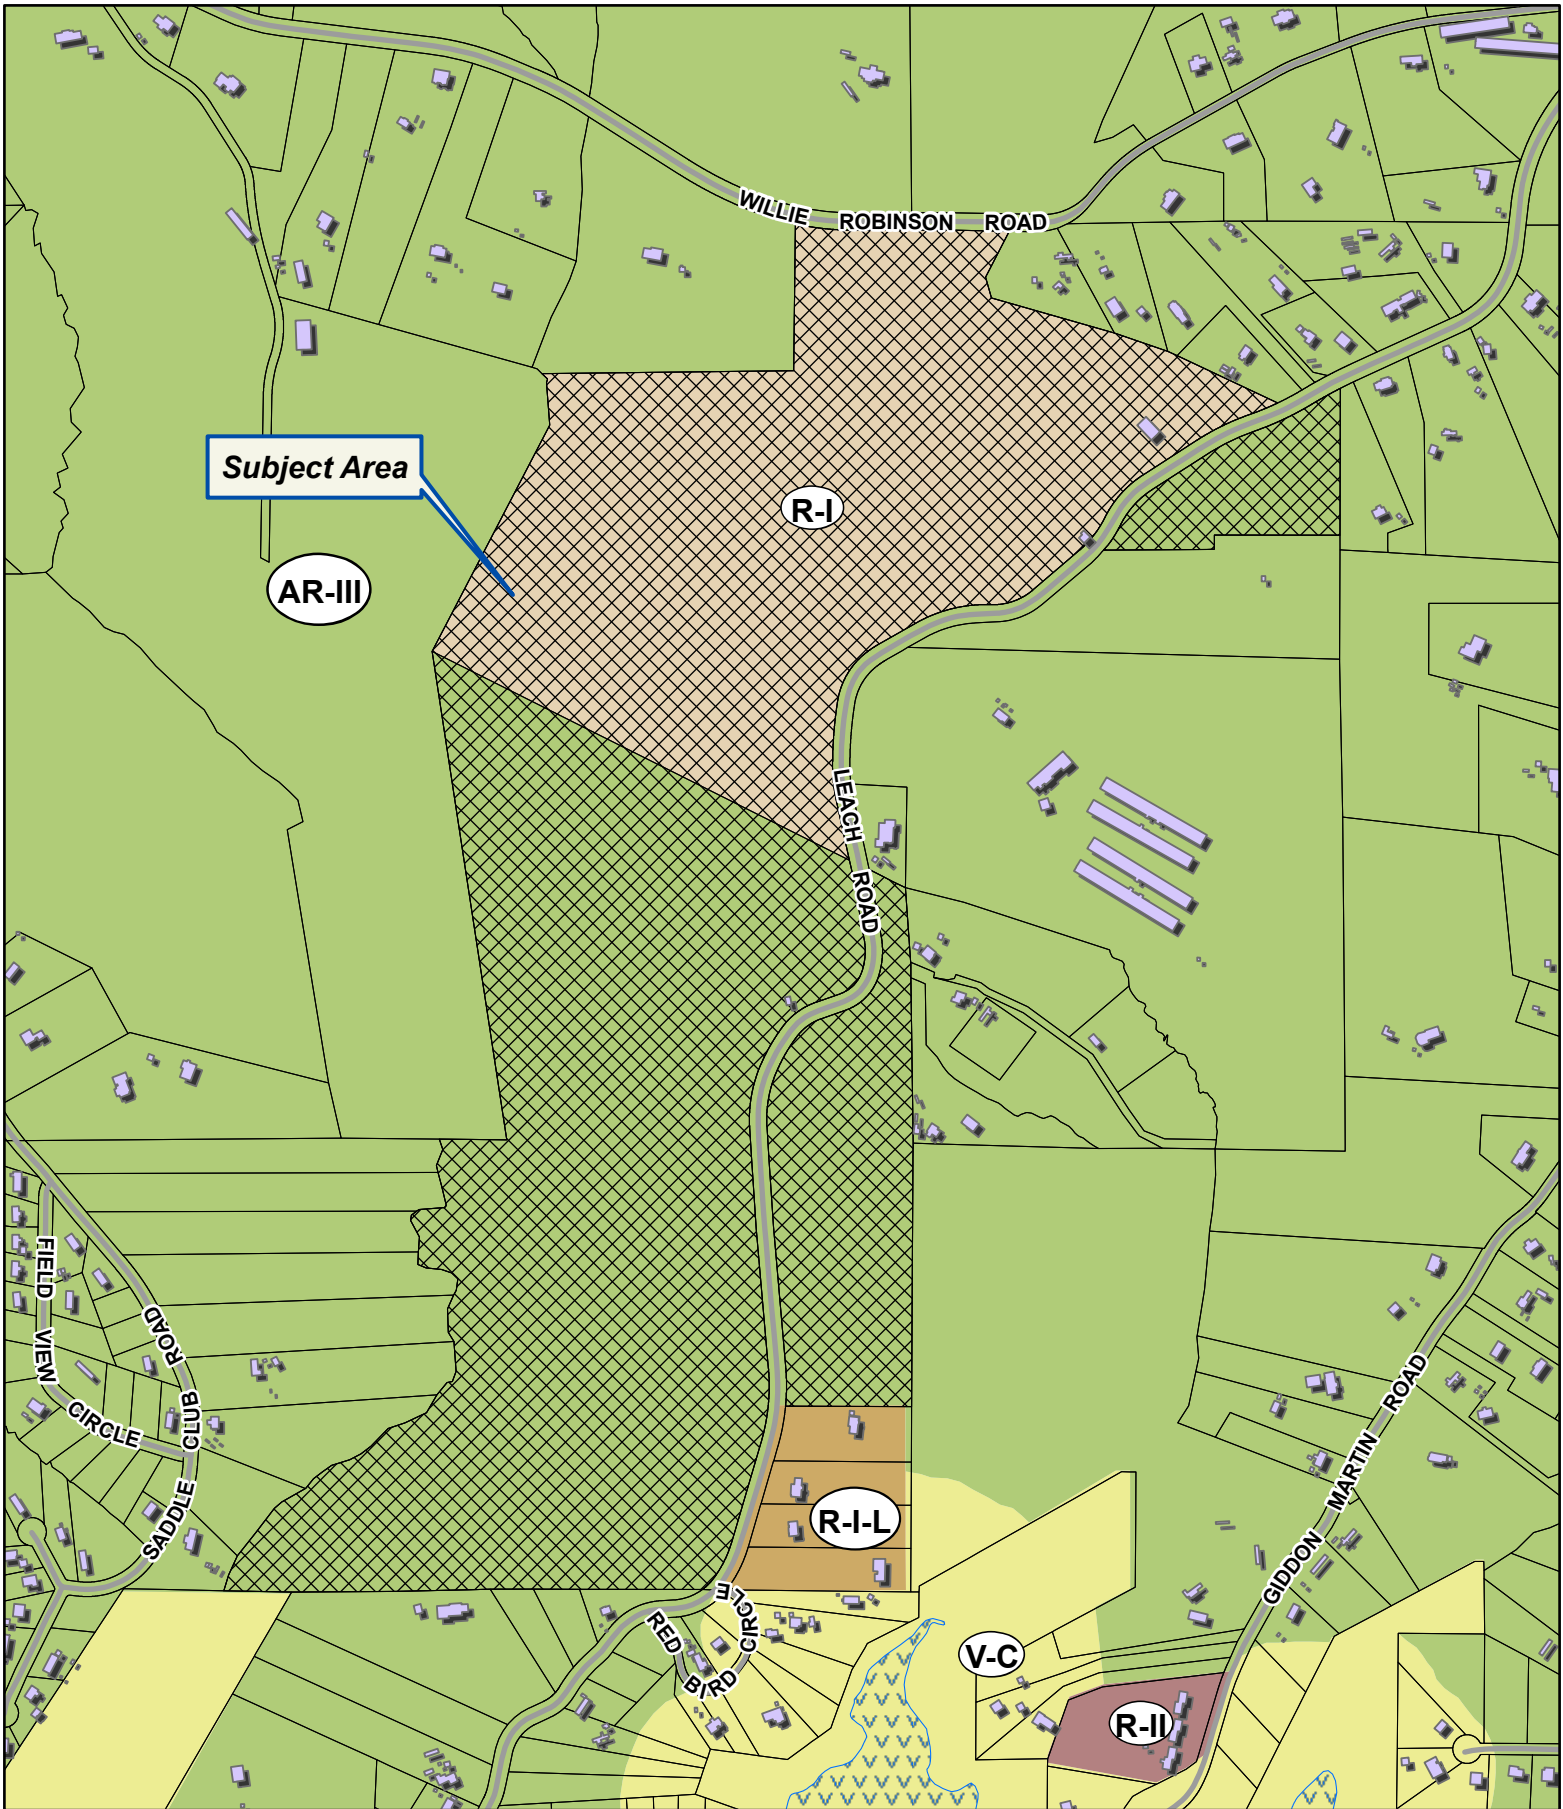 WILLIE ROBINSON ROAD
Subject Area
R-I
AR-III
LEACH ROAD
FIELD VIEW CIRCLE
SADDLE CLUB ROAD
GIDDON MARTIN ROAD
R-I-L
RED BIRD CIRCLE
V-C
R-II